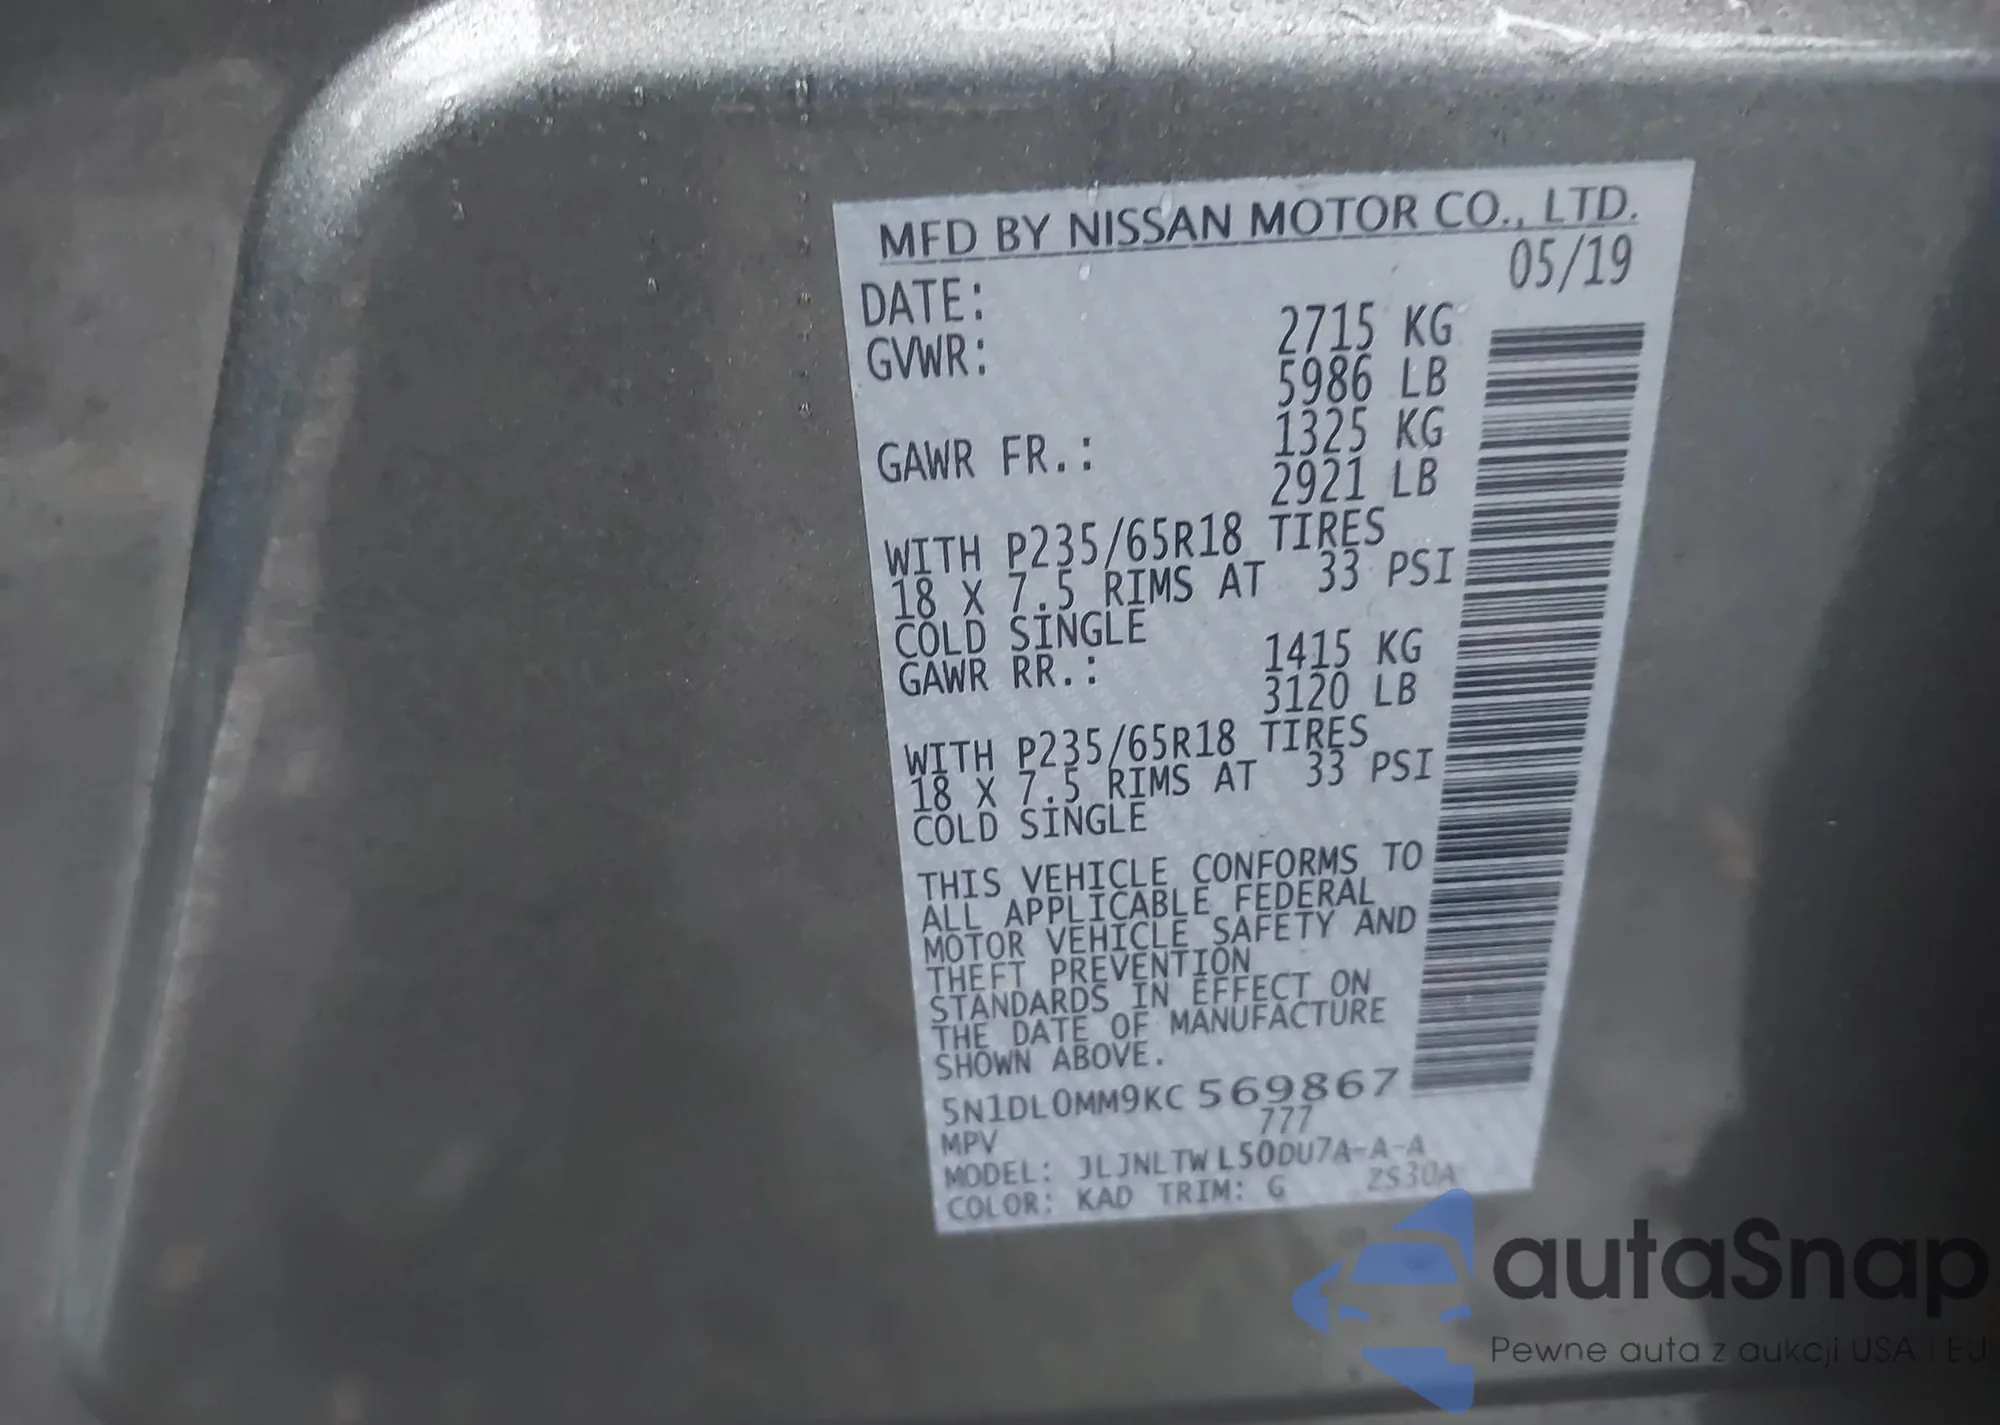 MFD BY NISSAN MOTOR CO., LTD.
DATE: 05/19
GVWR: 2715 KG
5986 LB
GAWR FR.: 1325 KG
2921 LB
WITH P235/65R18 TIRES
18 X 7.5 RIMS AT 33 PSI
COLD SINGLE
GAWR RR.: 1415 KG
3120 LB
WITH P235/65R18 TIRES
18 X 7.5 RIMS AT 33 PSI
COLD SINGLE
THIS VEHICLE CONFORMS TO
ALL APPLICABLE FEDERAL
MOTOR VEHICLE SAFETY AND
THEFT PREVENTION
STANDARDS IN EFFECT ON
THE DATE OF MANUFACTURE
SHOWN ABOVE.
5N1DL0MM9KC569867
MPV 777
MODEL: JLJNLTWL50DU7A-A-A
COLOR: KAD TRIM: G ZS30A
autaSnap
Pewne auta z aukcji USA i EU